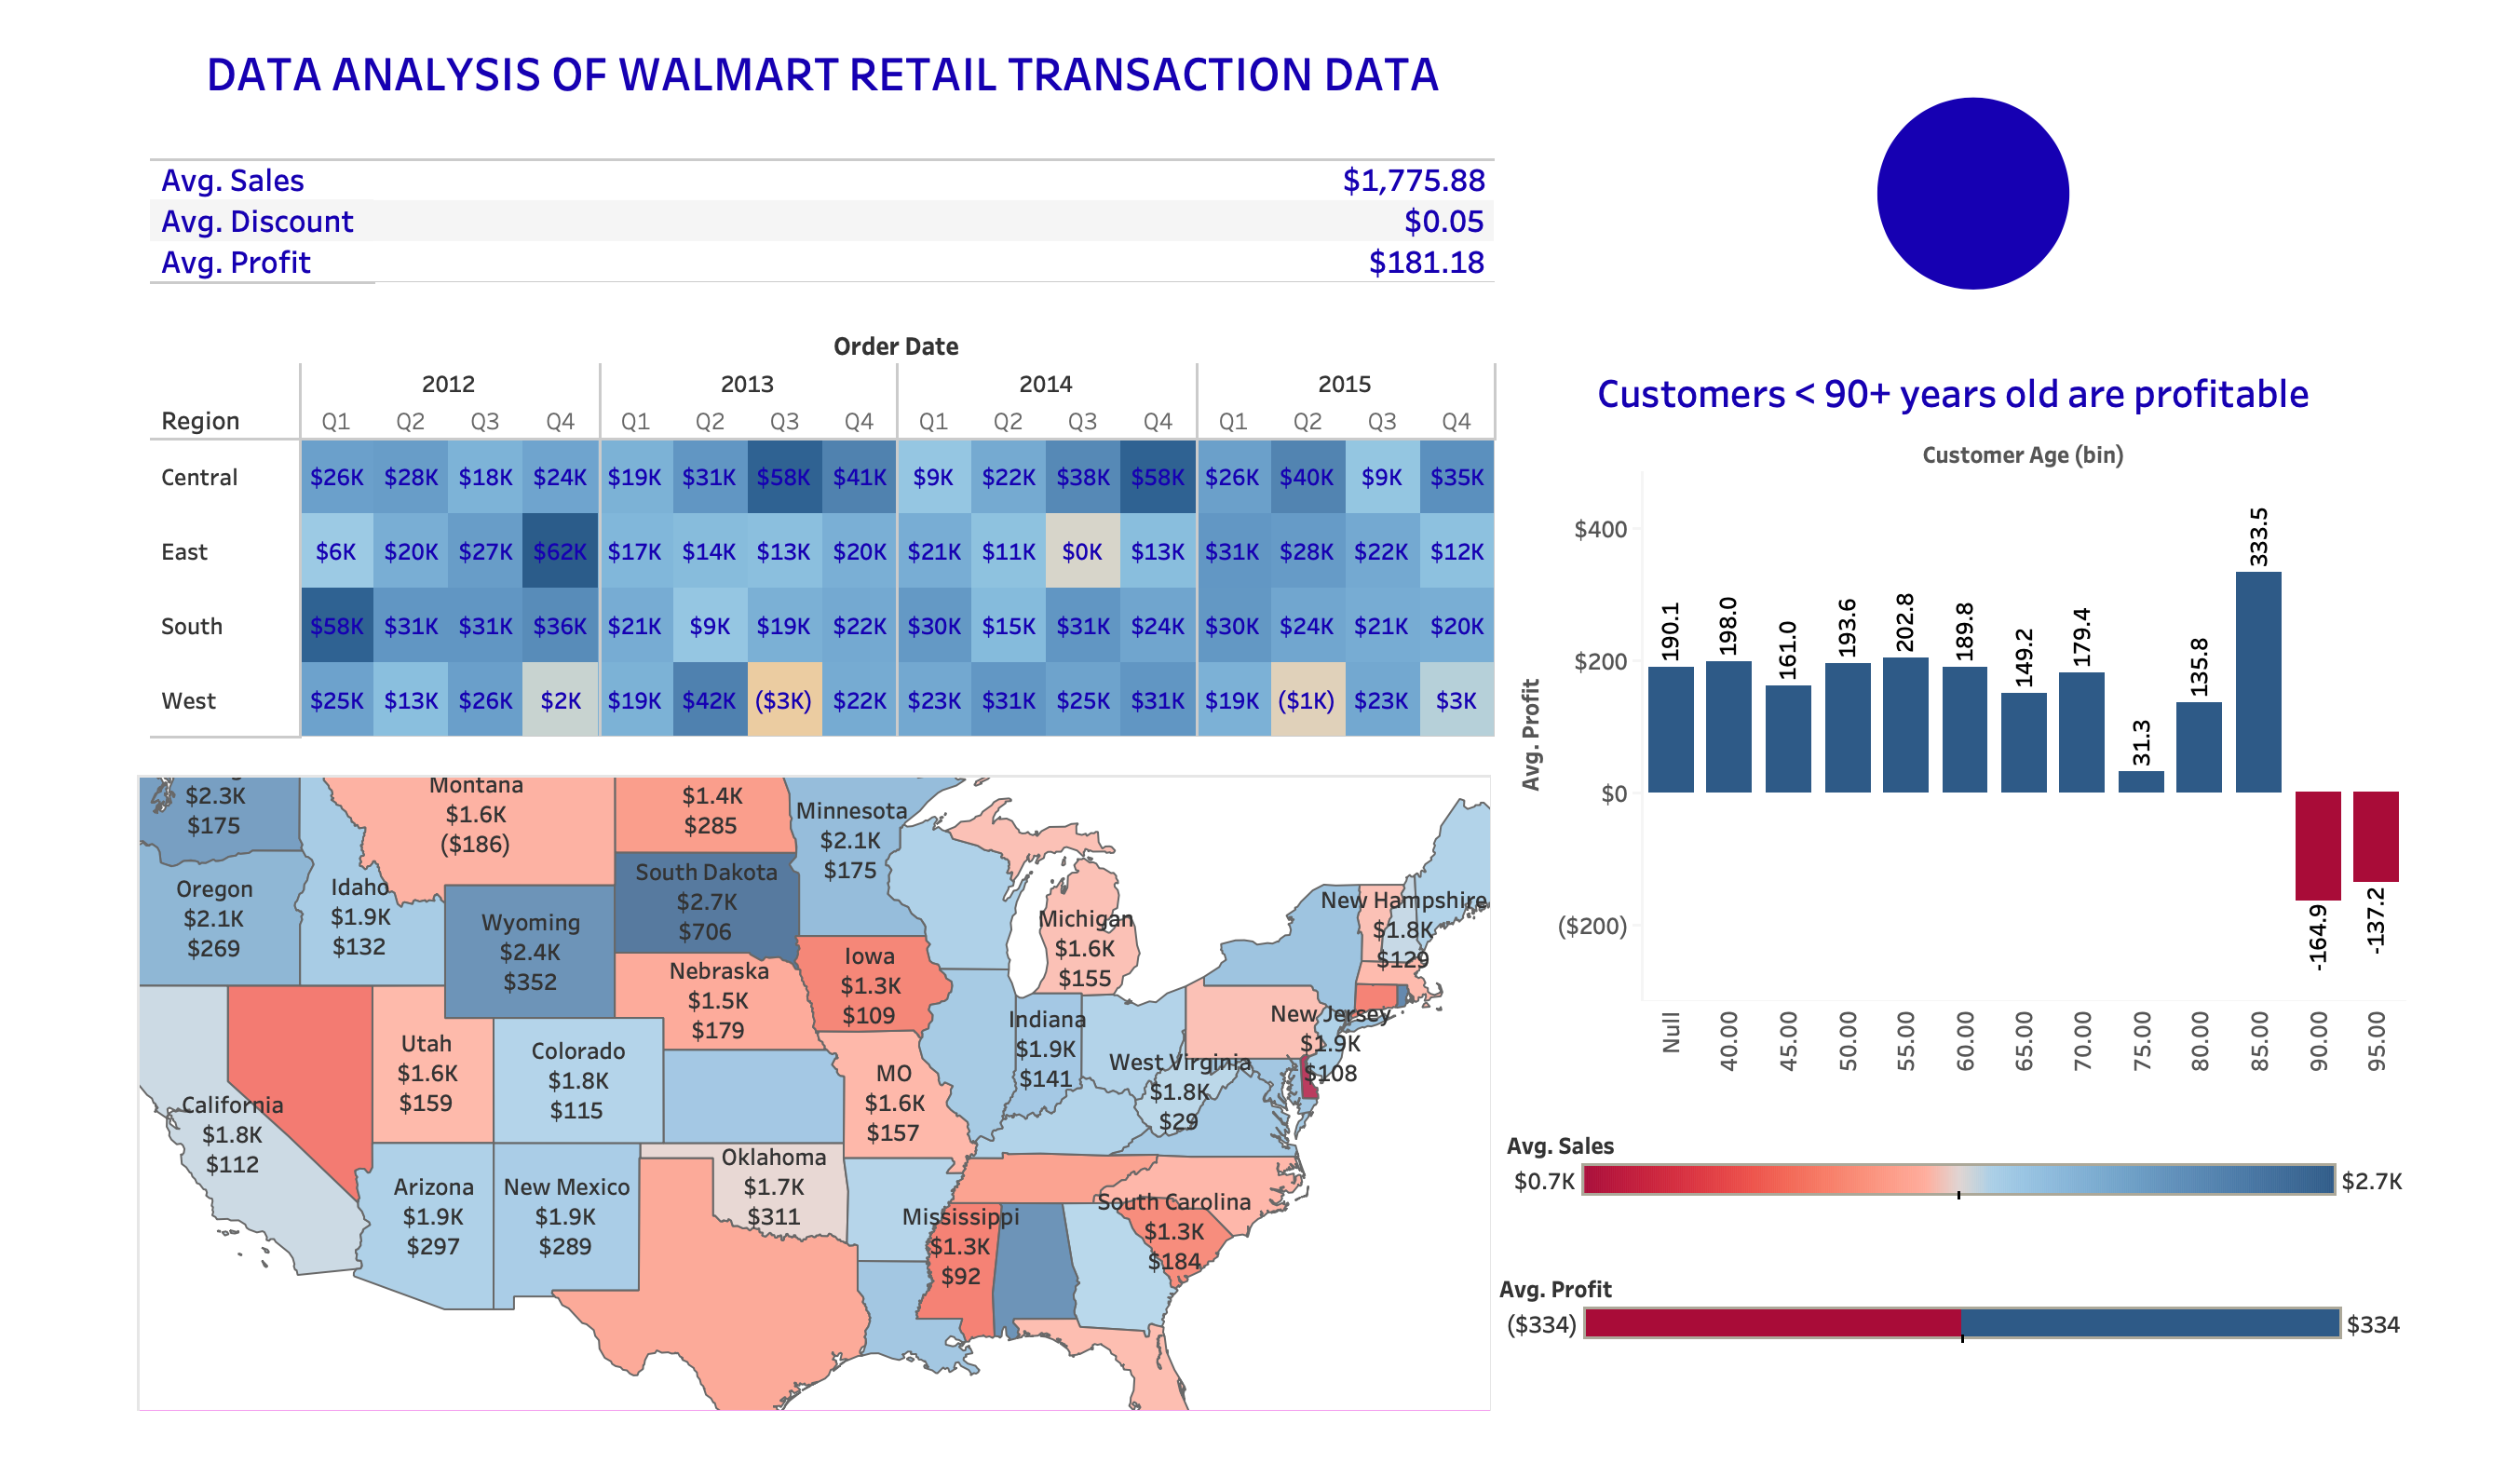 DATA ANALYSIS OF WALMART RETAIL TRANSACTION DATA
Avg. Sales $1,775.88
Avg. Discount $0.05
Avg. Profit $181.18
Order Date
2012 2013 2014 2015
Region Q1 Q2 Q3 Q4 Q1 Q2 Q3 Q4 Q1 Q2 Q3 Q4 Q1 Q2 Q3 Q4
Central $26K $28K $18K $24K $19K $31K $58K $41K $9K $22K $38K $58K $26K $40K $9K $35K
East $6K $20K $27K $62K $17K $14K $13K $20K $21K $11K $0K $13K $31K $28K $22K $12K
South $58K $31K $31K $36K $21K $9K $19K $22K $30K $15K $31K $24K $30K $24K $21K $20K
West $25K $13K $26K $2K $19K $42K ($3K) $22K $23K $31K $25K $31K $19K ($1K) $23K $3K
$2.3K
$175
Montana
$1.6K
($186)
$1.4K
$285
Minnesota
$2.1K
$175
Oregon
$2.1K
$269
Idaho
$1.9K
$132
Wyoming
$2.4K
$352
South Dakota
$2.7K
$706
Nebraska
$1.5K
$179
Iowa
$1.3K
$109
Michigan
$1.6K
$155
New Hampshire
$1.8K
$129
California
$1.8K
$112
Utah
$1.6K
$159
Colorado
$1.8K
$115
MO
$1.6K
$157
Indiana
$1.9K
$141
West Virginia
$1.8K
$29
New Jersey
$1.9K
$108
Arizona
$1.9K
$297
New Mexico
$1.9K
$289
Oklahoma
$1.7K
$311
Mississippi
$1.3K
$92
South Carolina
$1.3K
$184
Customers < 90+ years old are profitable
Customer Age (bin)
Avg. Profit
$400
$200
$0
($200)
190.1 198.0 161.0 193.6 202.8 189.8 149.2 179.4 31.3 135.8 333.5 -164.9 -137.2
Null 40.00 45.00 50.00 55.00 60.00 65.00 70.00 75.00 80.00 85.00 90.00 95.00
Avg. Sales
$0.7K $2.7K
Avg. Profit
($334) $334